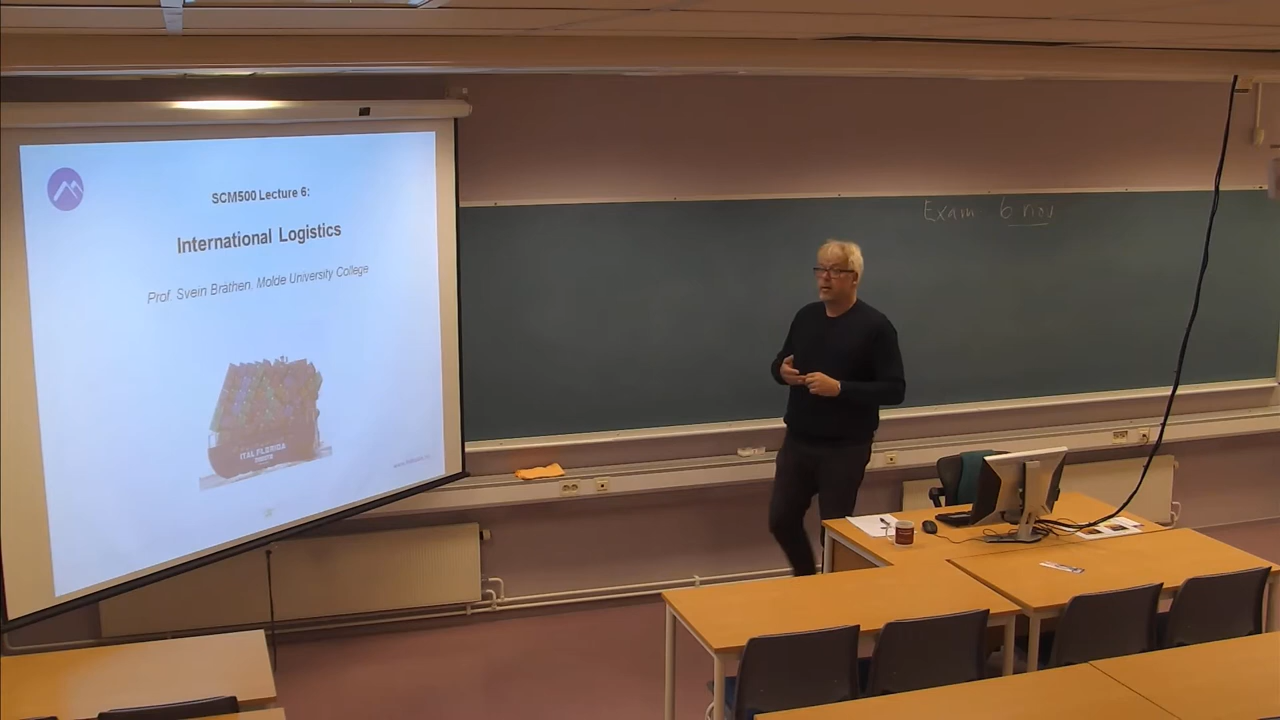 SCM500 Lecture 6:
International Logistics
Prof. Svein Bråthen, Molde University College
ITAL FLORIDA
Exam 6 nov